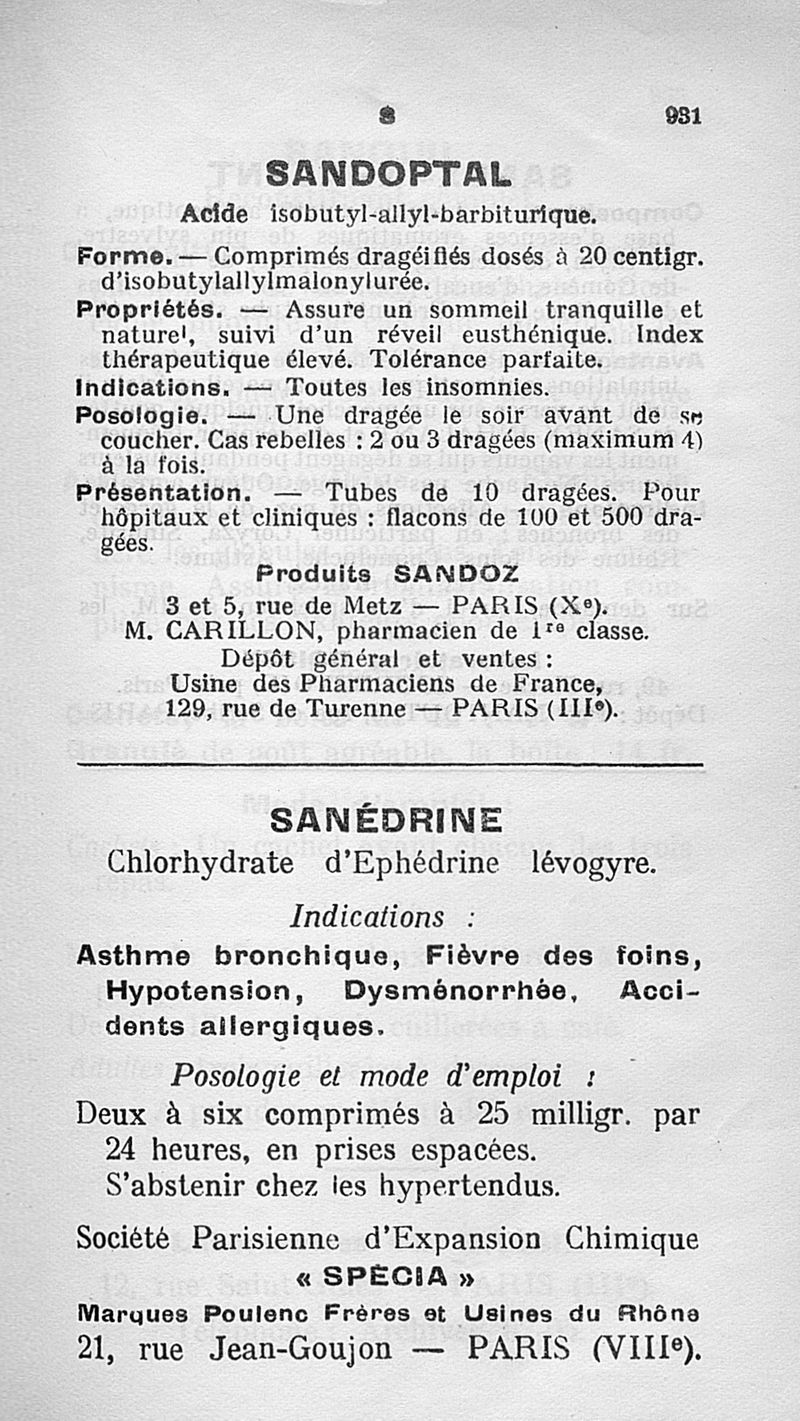 S 931
SANDOPTAL
Acide isobutyl-allyl-barbiturique.
Forme. — Comprimés dragéifiés dosés à 20 centigr.
d'isobutylallylmalonylurée.
Propriétés. — Assure un sommeil tranquille et
naturel, suivi d'un réveil eusthénique. Index
thérapeutique élevé. Tolérance parfaite.
Indications. — Toutes les insomnies.
Posologie. — Une dragée le soir avant de se
coucher. Cas rebelles : 2 ou 3 dragées (maximum 4)
à la fois.
Présentation. — Tubes de 10 dragées. Pour
hôpitaux et cliniques : flacons de 100 et 500 dra-
gées.
Produits SANDOZ
3 et 5, rue de Metz — PARIS (Xe).
M. CARILLON, pharmacien de 1re classe.
Dépôt général et ventes :
Usine des Pharmaciens de France,
129, rue de Turenne — PARIS (IIIe).
SANÉDRINE
Chlorhydrate d'Ephédrine lévogyre.
Indications :
Asthme bronchique, Fièvre des foins,
Hypotension, Dysménorrhée, Acci-
dents allergiques.
Posologie et mode d'emploi :
Deux à six comprimés à 25 milligr. par
24 heures, en prises espacées.
S'abstenir chez les hypertendus.
Société Parisienne d'Expansion Chimique
« SPÉCIA »
Marques Poulenc Frères et Usines du Rhône
21, rue Jean-Goujon — PARIS (VIIIe).